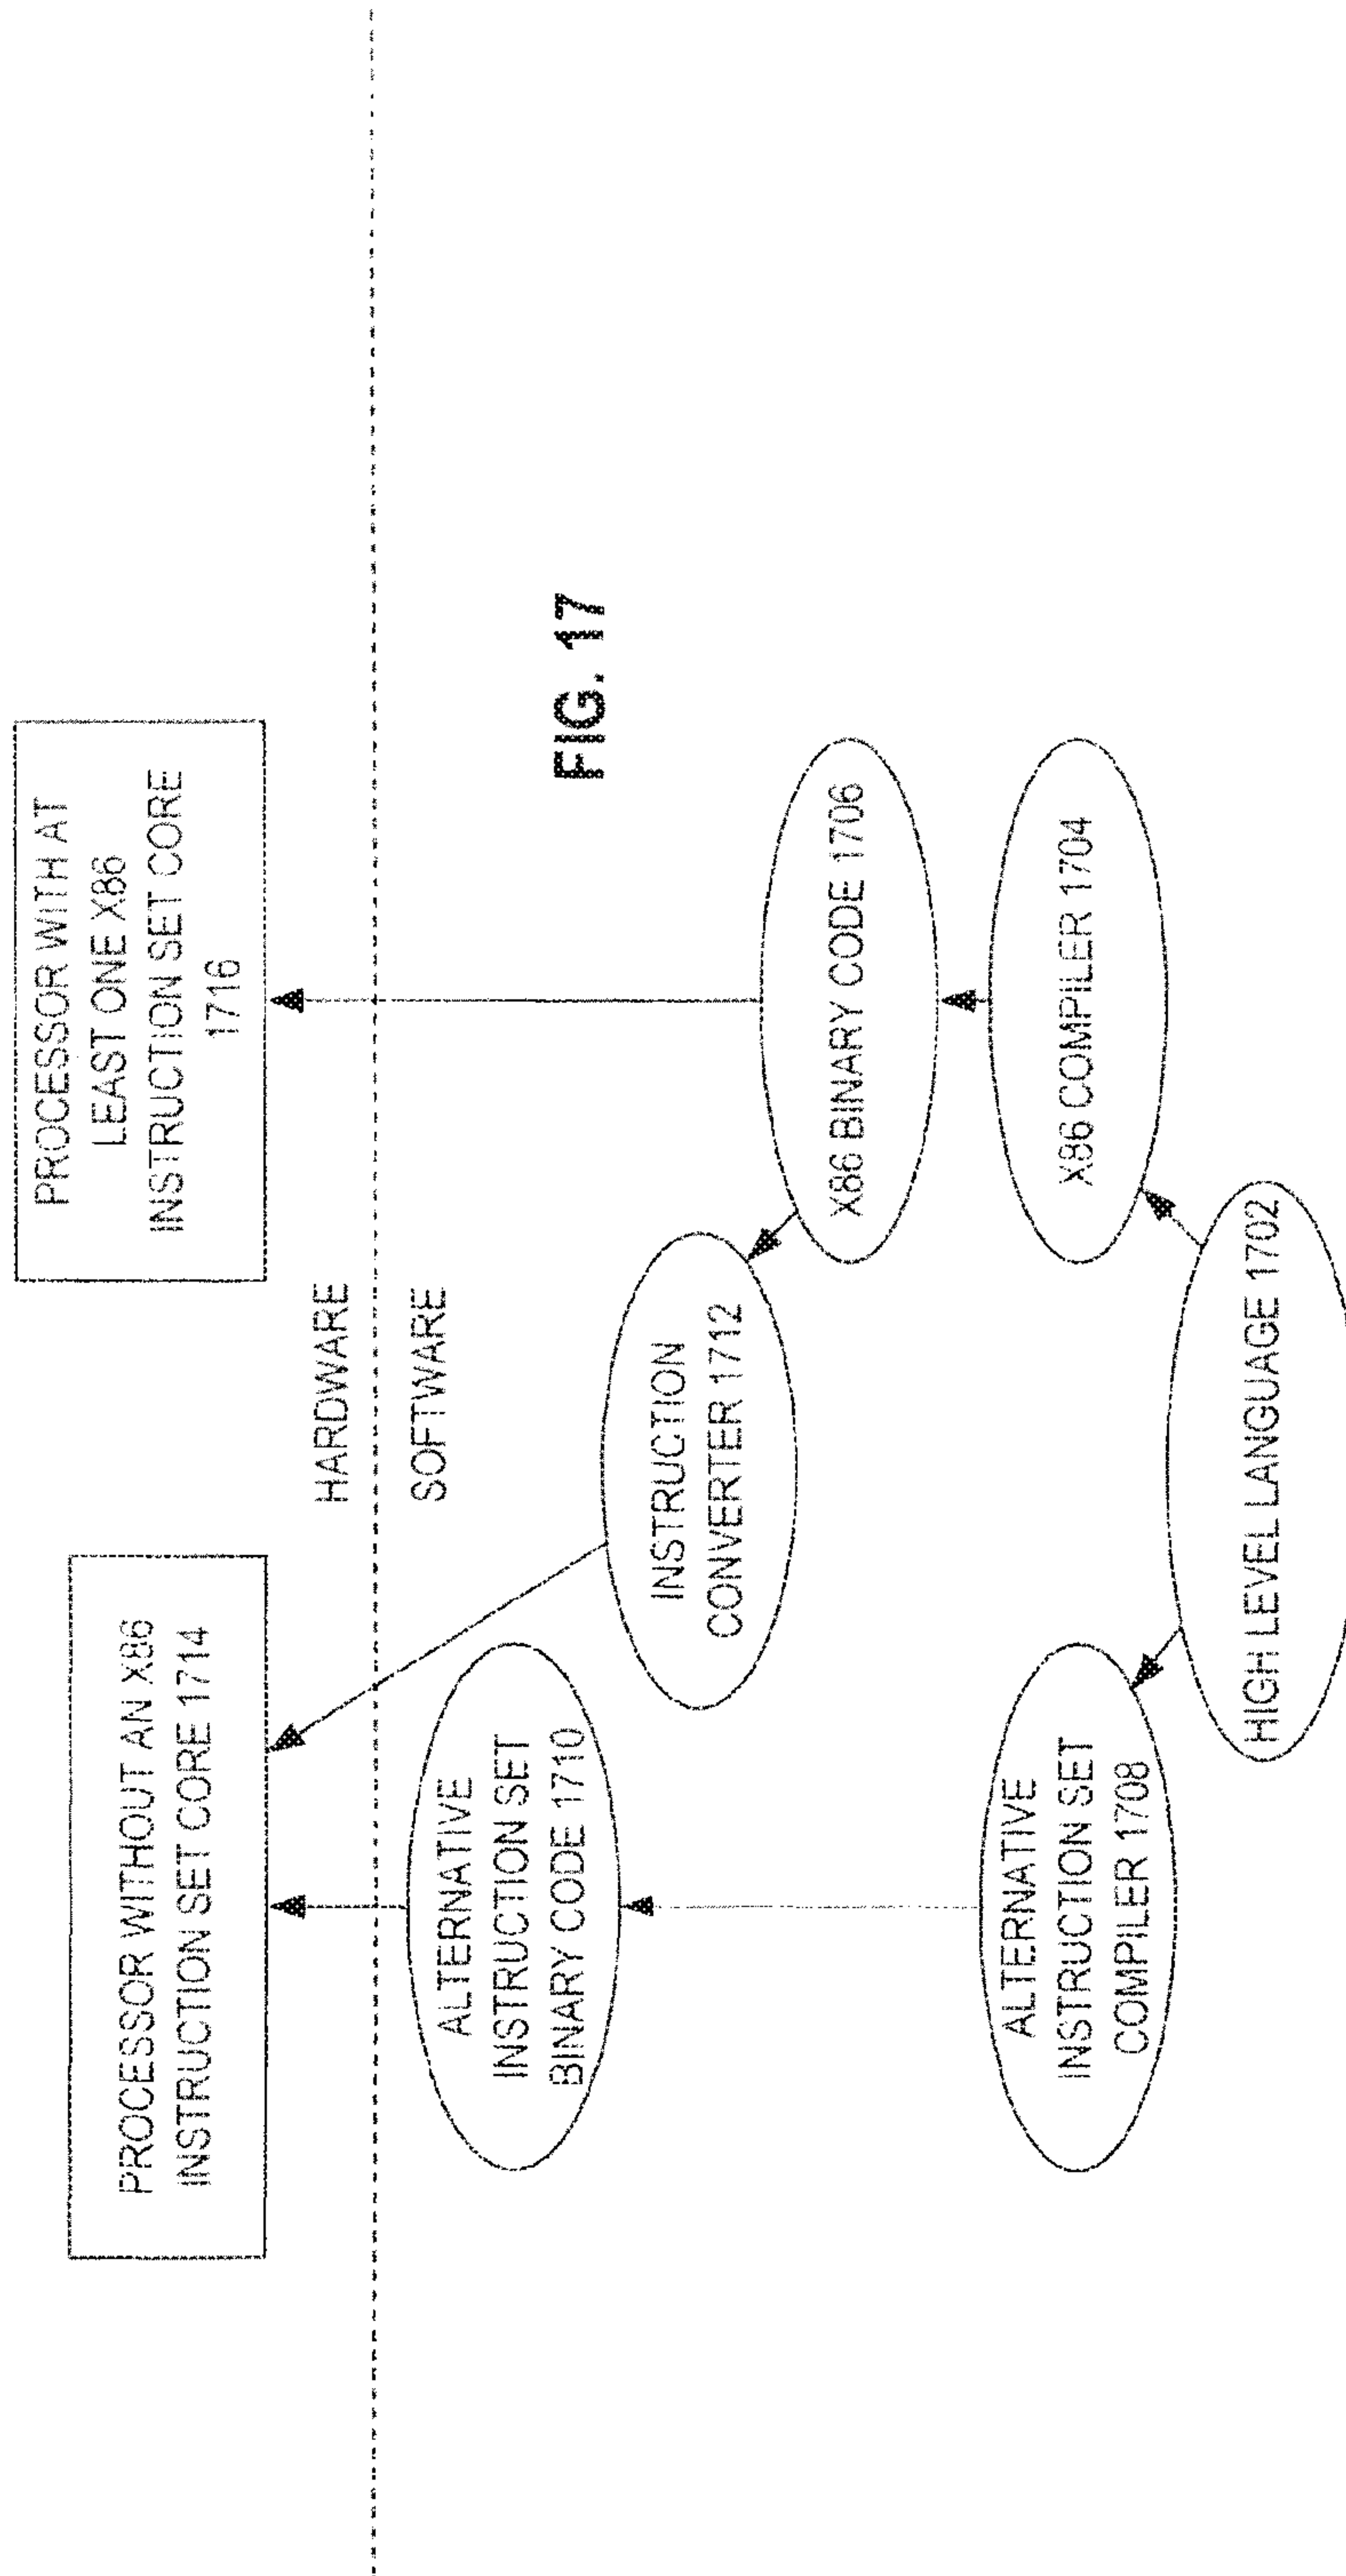 PROCESSOR WITHOUT AN X86
INSTRUCTION SET CORE 1714
PROCESSOR WITH AT
LEAST ONE X86
INSTRUCTION SET CORE
1716
HARDWARE
SOFTWARE
ALTERNATIVE
INSTRUCTION SET
BINARY CODE 1710
INSTRUCTION
CONVERTER 1712
FIG. 17
X86 BINARY CODE 1706
ALTERNATIVE
INSTRUCTION SET
COMPILER 1708
X86 COMPILER 1704
HIGH LEVEL LANGUAGE 1702